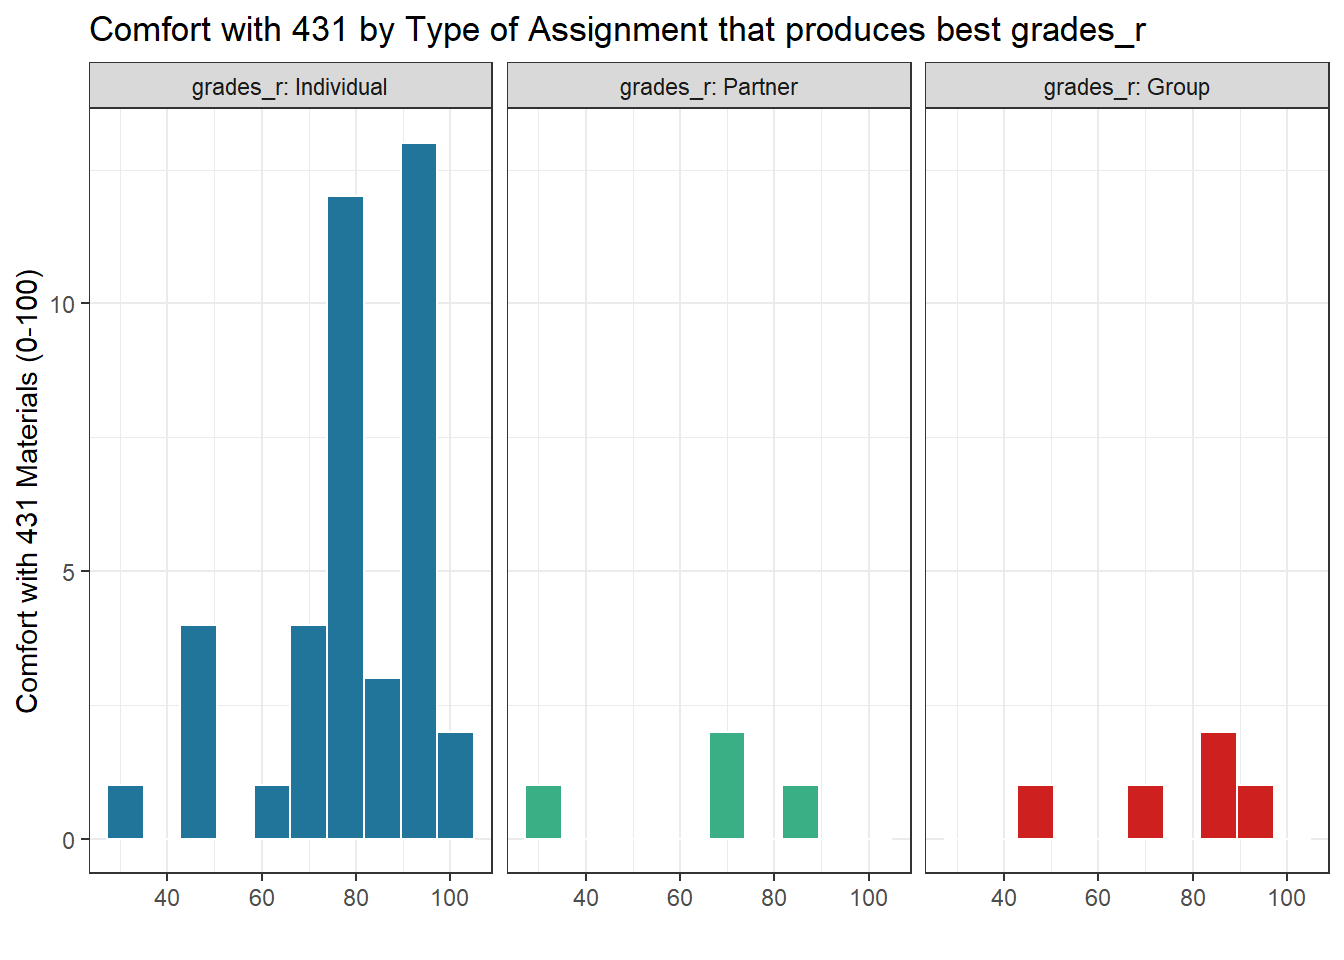 Comfort with 431 by Type of Assignment that produces best grades_r
grades_r: Individual
grades_r: Partner
grades_r: Group
Comfort with 431 Materials (0-100)
10
5
0
40 60 80 100
40 60 80 100
40 60 80 100